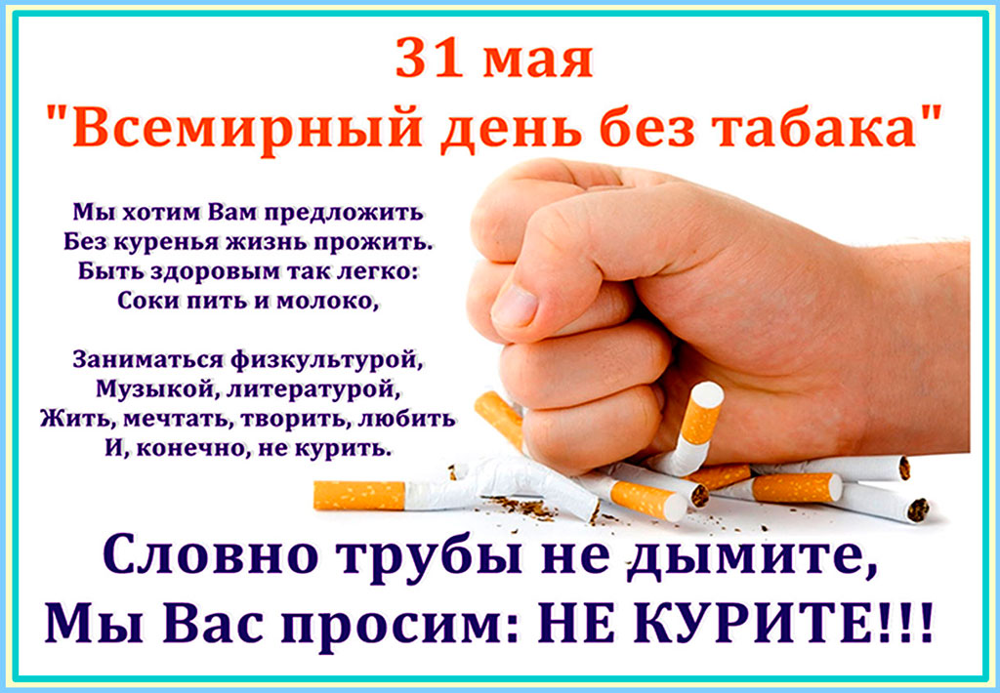 31 мая
"Всемирный день без табака"
Мы хотим Вам предложить
Без куренья жизнь прожить.
Быть здоровым так легко:
Соки пить и молоко,
Заниматься физкультурой,
Музыкой, литературой,
Жить, мечтать, творить, любить
И, конечно, не курить.
Словно трубы не дымите,
Мы Вас просим: НЕ КУРИТЕ!!!